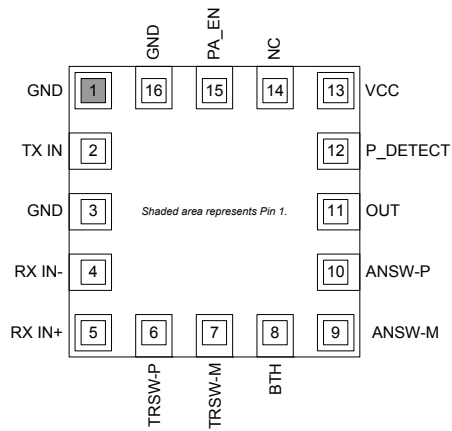 GND
PA_EN
NC
GND 1 16 15 14 13 VCC
TX IN 2 12 P_DETECT
GND 3 Shaded area represents Pin 1. 11 OUT
RX IN- 4 10 ANSW-P
RX IN+ 5 6 7 8 9 ANSW-M
TRSW-P
TRSW-M
BTH